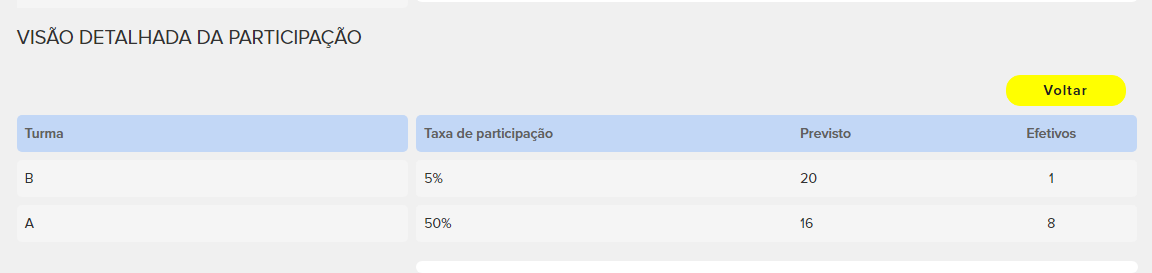 VISÃO DETALHADA DA PARTICIPAÇÃO
Voltar
Turma Taxa de participação Previsto Efetivos
B 5% 20 1
A 50% 16 8